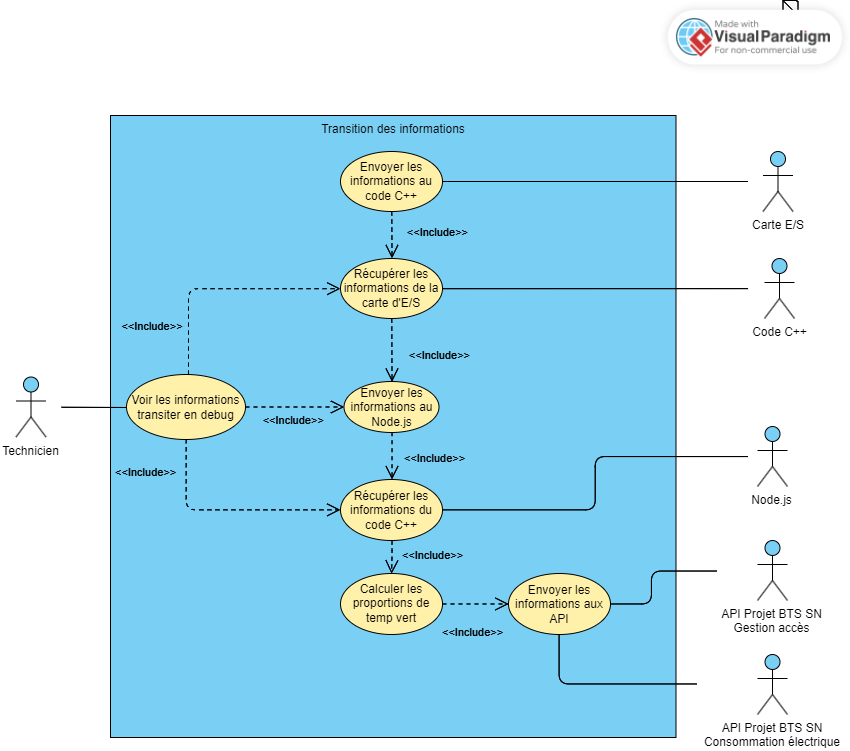 Made with
Visual Paradigm
For non-commercial use
Transition des informations
Envoyer les
informations au
code C++
Carte E/S
<<Include>>
Récupérer les
informations de la
carte d'E/S
Code C++
<<Include>>
<<Include>>
Voir les informations
transiter en debug
Technicien
<<Include>>
Envoyer les
informations au
Node.js
<<Include>>
<<Include>>
Récupérer les
informations du
code C++
Node.js
<<Include>>
Calculer les
proportions de
temp vert
<<Include>>
Envoyer les
informations aux
API
API Projet BTS SN
Gestion accès
API Projet BTS SN
Consommation électrique